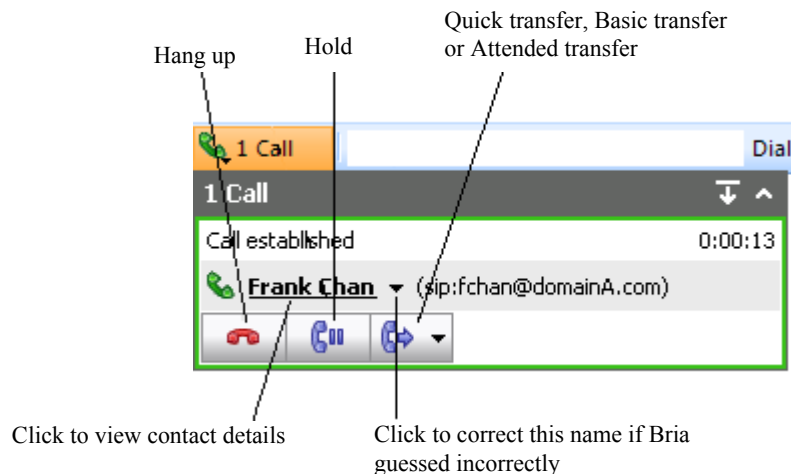 Quick transfer, Basic transfer
or Attended transfer
Hang up
Hold
1 Call
Dial
1 Call
Call established
0:00:13
Frank Chan (sip:fchan@domainA.com)
Click to view contact details
Click to correct this name if Bria
guessed incorrectly